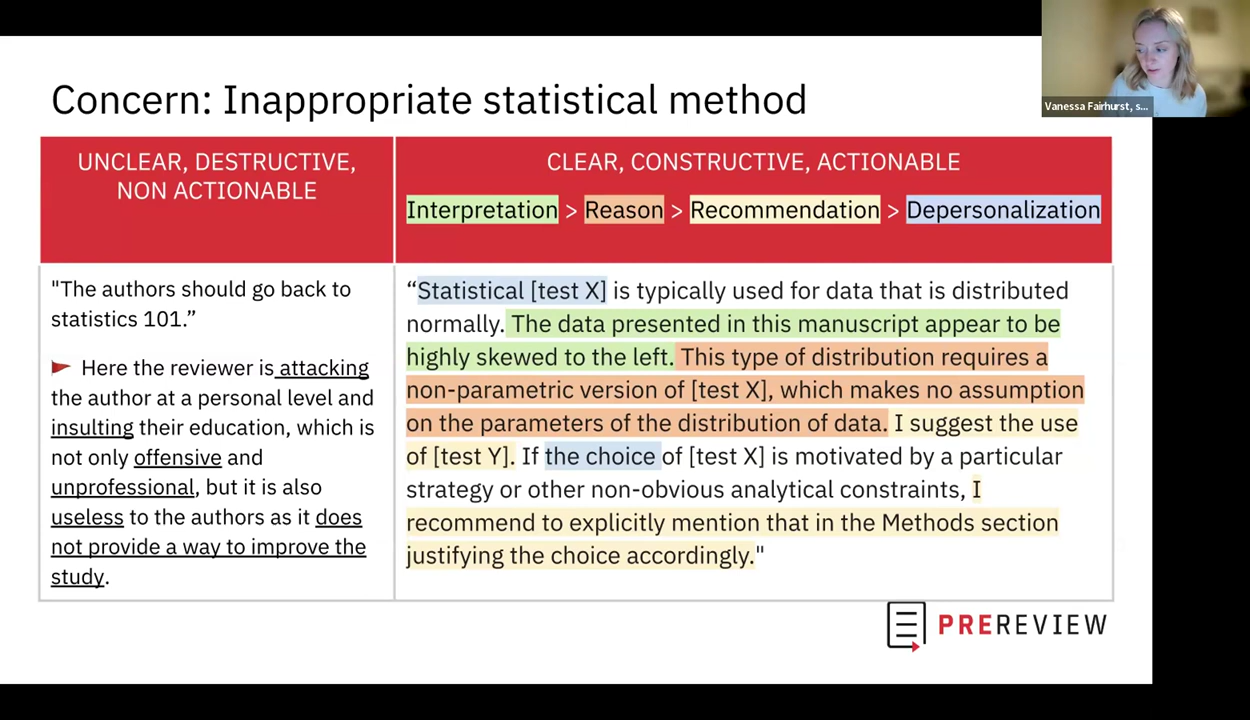 Vanessa Fairhurst, s...
Concern: Inappropriate statistical method
UNCLEAR, DESTRUCTIVE,
NON ACTIONABLE
CLEAR, CONSTRUCTIVE, ACTIONABLE
Interpretation > Reason > Recommendation > Depersonalization
"The authors should go back to
statistics 101.”
Here the reviewer is attacking
the author at a personal level and
insulting their education, which is
not only offensive and
unprofessional, but it is also
useless to the authors as it does
not provide a way to improve the
study.
“Statistical [test X] is typically used for data that is distributed
normally. The data presented in this manuscript appear to be
highly skewed to the left. This type of distribution requires a
non-parametric version of [test X], which makes no assumption
on the parameters of the distribution of data. I suggest the use
of [test Y]. If the choice of [test X] is motivated by a particular
strategy or other non-obvious analytical constraints, I
recommend to explicitly mention that in the Methods section
justifying the choice accordingly."
PREREVIEW